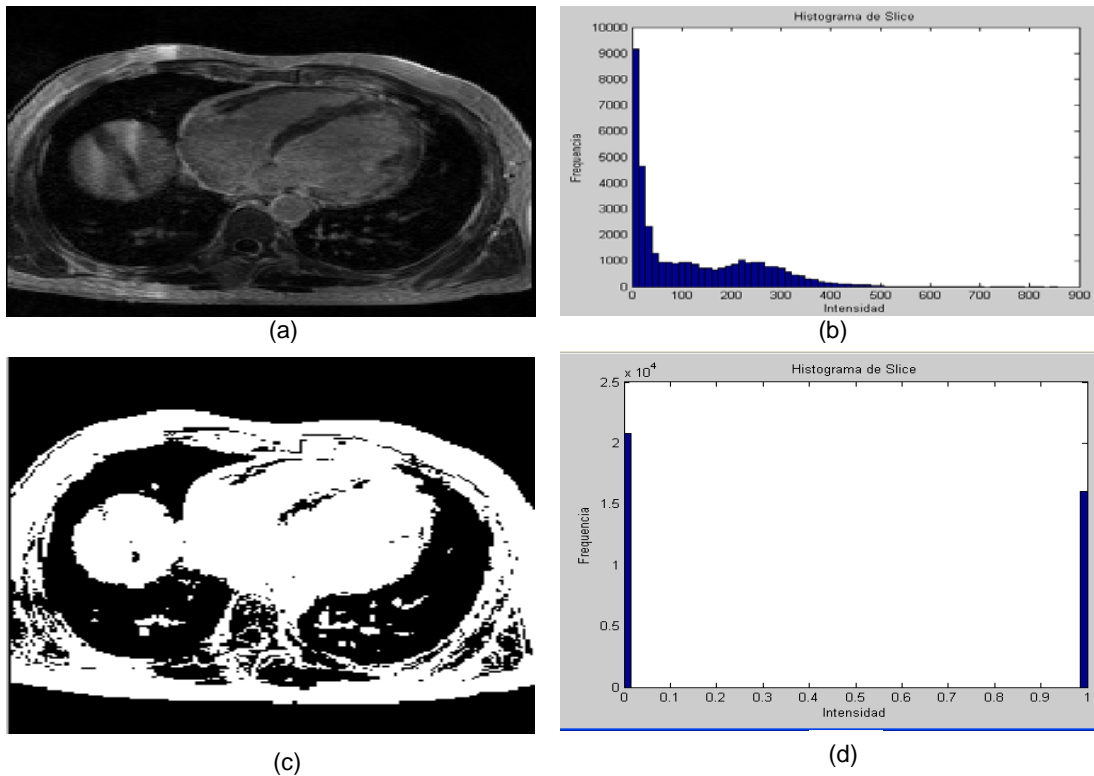 Histograma de Slice
Frequencia
10000
9000
8000
7000
6000
5000
4000
3000
2000
1000
0
0 100 200 300 400 500 600 700 800 900
Intensidad
(a)
(b)
Histograma de Slice
x 10^4
Frequencia
2.5
2
1.5
1
0.5
0
0 0.1 0.2 0.3 0.4 0.5 0.6 0.7 0.8 0.9 1
Intensidad
(c)
(d)